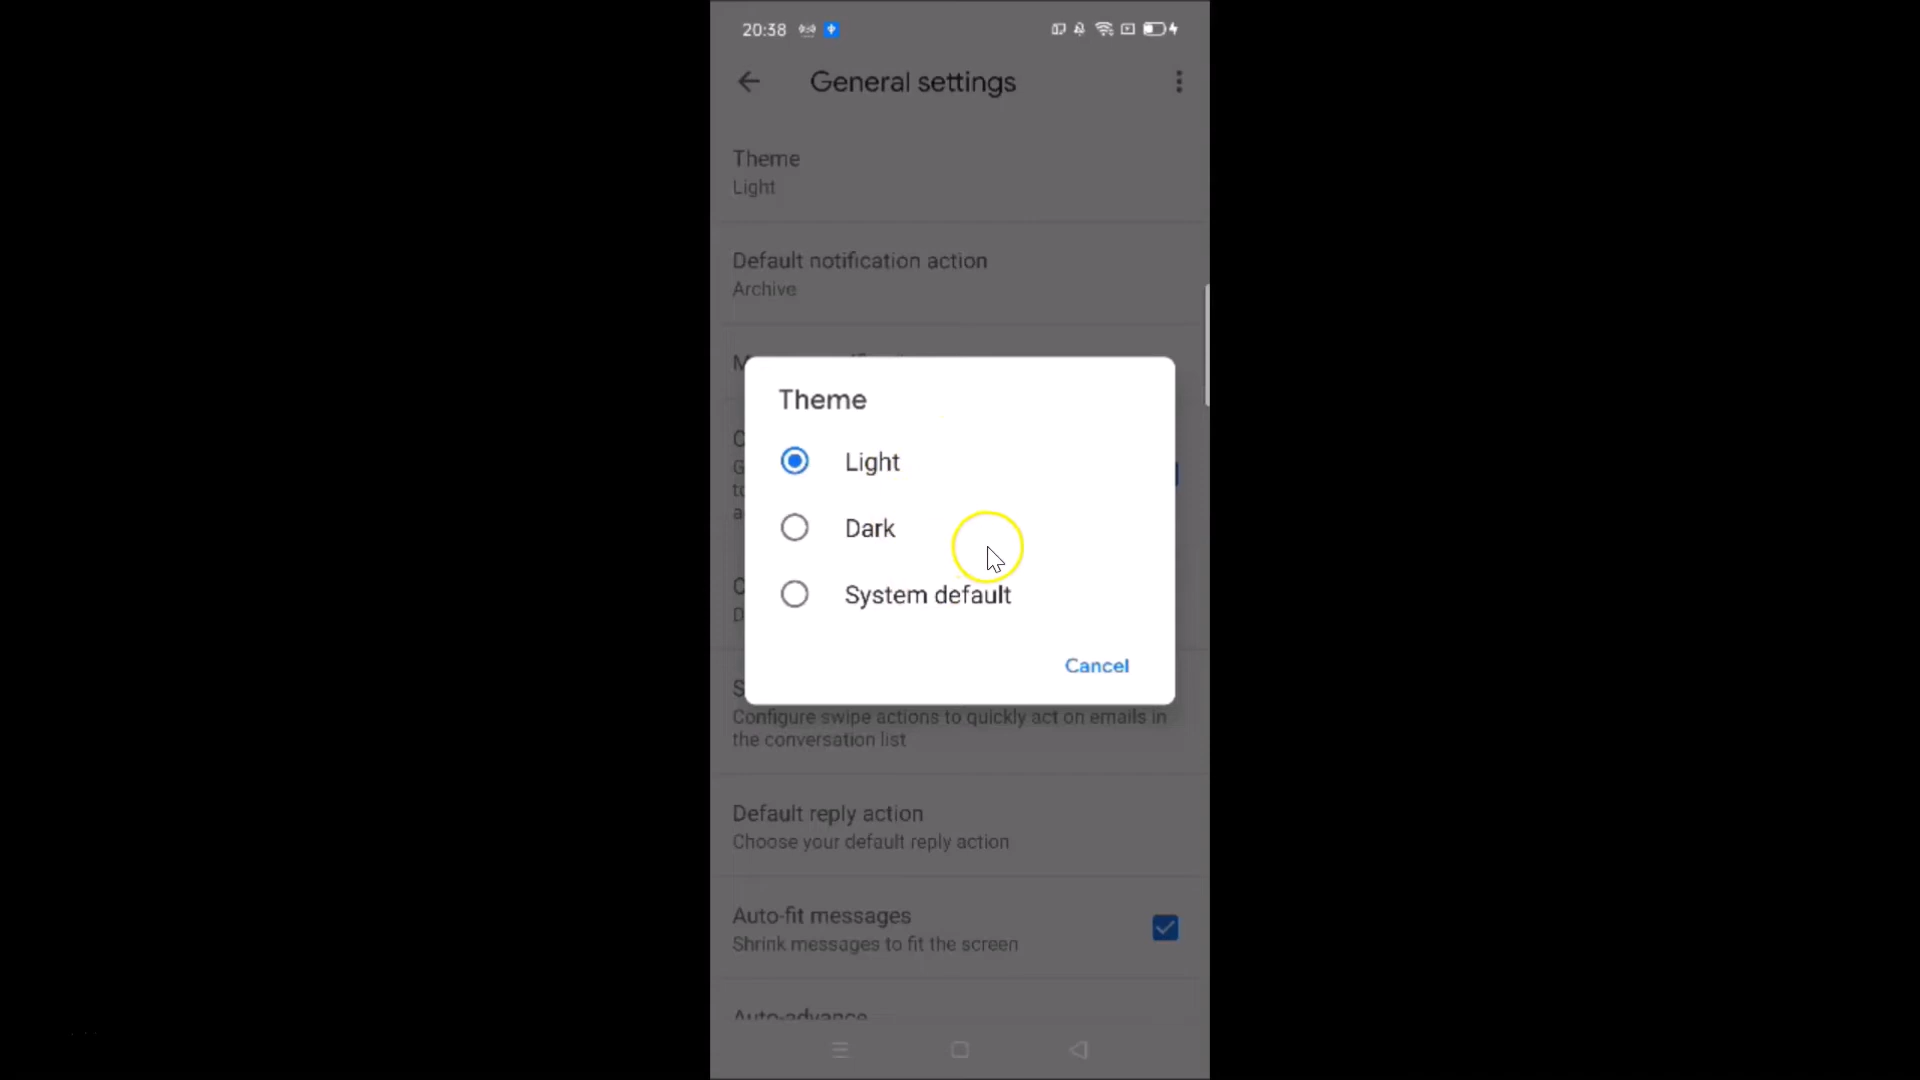 20:38
General settings
Theme
Light
Default notification action
Archive
Theme
Light
Dark
System default
Cancel
Configure swipe actions to quickly act on emails in
the conversation list
Default reply action
Choose your default reply action
Auto-fit messages
Shrink messages to fit the screen
Auto-advance